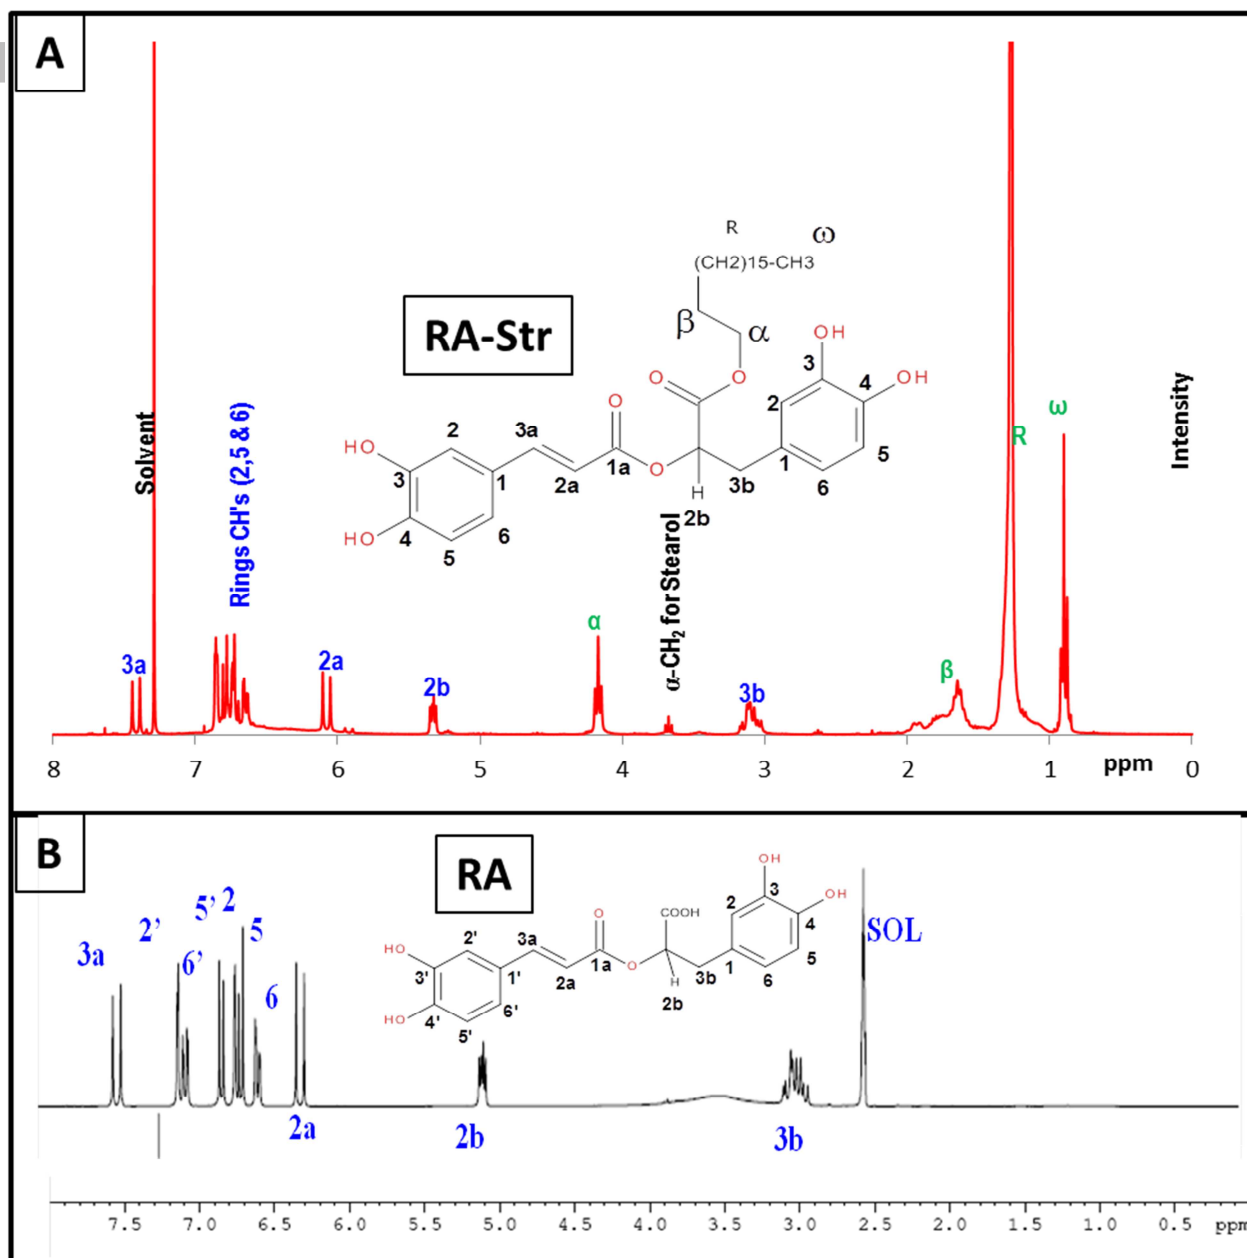 A
R
ω
(CH2)15-CH3
β
α
RA-Str
OH
3
O
O
2
4
OH
O
2
3a
HO
1a
O
1
5
3
1
2a
3b
6
HO
4
6
H
5
2b
Solvent
Rings CH's (2,5 & 6)
α-CH₂ for Stearol
Intensity
ω
R
α
3a
2a
2b
3b
β
8
7
6
5
4
3
2
1
ppm
0
B
RA
OH
3
2
OH
O
COOH
4
2'
3a
HO
1a
O
1
5
3'
1'
2a
3b
6
H
HO
4'
6'
2b
5'
3a
2'
6'
5'
2
5
6
2a
2b
3b
SOL
7.5
7.0
6.5
6.0
5.5
5.0
4.5
4.0
3.5
3.0
2.5
2.0
1.5
1.0
0.5
ppm